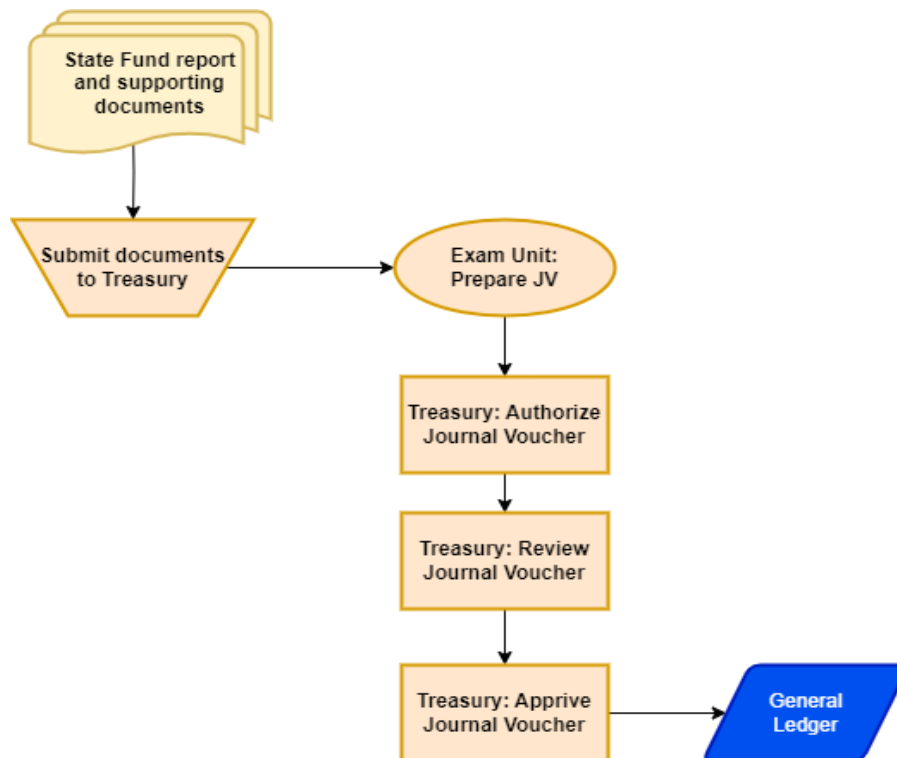 State Fund report
and supporting
documents
Submit documents
to Treasury
Exam Unit:
Prepare JV
Treasury: Authorize
Journal Voucher
Treasury: Review
Journal Voucher
Treasury: Apprive
Journal Voucher
General
Ledger